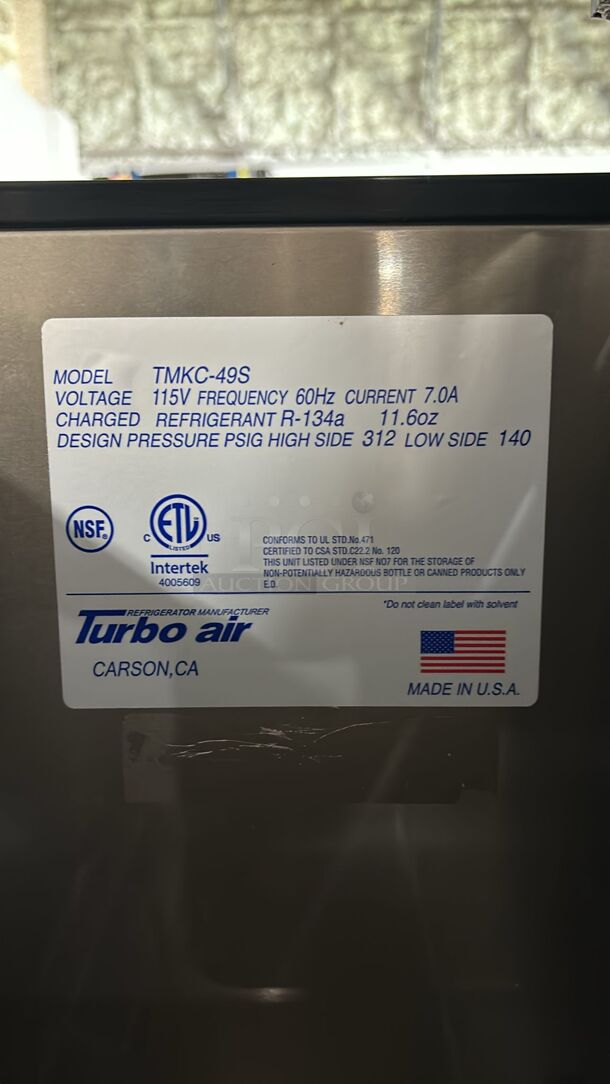 MODEL TMKC-49S
VOLTAGE 115V FREQUENCY 60Hz CURRENT 7.0A
CHARGED REFRIGERANT R-134a 11.6oz
DESIGN PRESSURE PSIG HIGH SIDE 312 LOW SIDE 140
NSF®
C ETL US
LISTED
Intertek
4005609
CONFORMS TO UL STD.No.471
CERTIFIED TO CSA STD.C22.2 No. 120
THIS UNIT LISTED UNDER NSF NO7 FOR THE STORAGE OF
NON-POTENTIALLY HAZARDOUS BOTTLE OR CANNED PRODUCTS ONLY
E.D.
pci
AUCTION GROUP
*Do not clean label with solvent
REFRIGERATOR MANUFACTURER
Turbo air
CARSON,CA
MADE IN U.S.A.